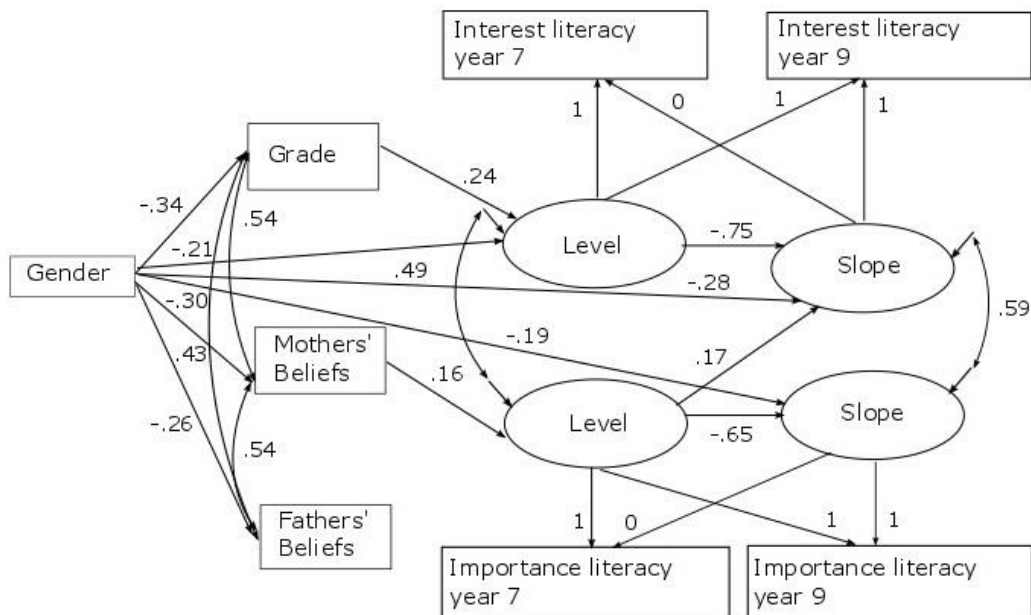 Interest literacy
year 7
Interest literacy
year 9
1
0
1
1
Grade
.24
-.34
.54
Level
-.75
Slope
-.21
Gender
.49
-.28
-.30
-.19
.59
.43
Mothers'
Beliefs
.17
.16
Level
Slope
-.65
-.26
.54
Fathers'
Beliefs
1
0
1
1
Importance literacy
year 7
Importance literacy
year 9